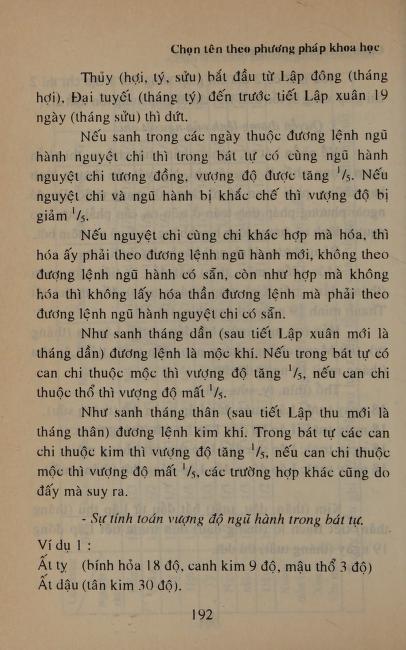 Chọn tên theo phương pháp khoa học
Thủy (hợi, tý, sửu) bắt đầu từ Lập đông (tháng
hợi), Đại tuyết (tháng tý) đến trước tiết Lập xuân 19
ngày (tháng sửu) thì dứt.
Nếu sanh trong các ngày thuộc đương lệnh ngũ
hành nguyệt chi thì trong bát tự có cùng ngũ hành
nguyệt chi tương đồng, vượng độ được tăng 1/5. Nếu
nguyệt chi và ngũ hành bị khắc chế thì vượng độ bị
giảm 1/5.
Nếu nguyệt chi cùng chi khác hợp mà hóa, thì
hóa ấy phải theo đương lệnh ngũ hành mới, không theo
đượng lệnh ngũ hành có sẵn, còn như hợp mà không
hóa thì không lấy hóa thần đương lệnh mà phải theo
đương lệnh ngũ hành nguyệt chi có sẵn.
Như sanh tháng dần (sau tiết Lập xuân mới là
tháng dần) đương lệnh là mộc khí. Nếu trong bát tự có
can chi thuộc mộc thì vượng độ tăng 1/5, nếu can chi
thuộc thổ thì vượng độ mất 1/5.
Như sanh tháng thân (sau tiết Lập thu mới là
tháng thân) đương lệnh kim khí. Trong bát tự các can
chi thuộc kim thì vượng độ tăng 1/5, nếu can chi thuộc
mộc thì vượng độ mất 1/5, các trường hợp khác cũng do
đấy mà suy ra.
- Sự tính toán vượng độ ngũ hành trong bát tự.
Ví dụ 1 :
Ất tỵ (bính hỏa 18 độ, canh kim 9 độ, mậu thổ 3 độ)
Ất dậu (tân kim 30 độ).
192